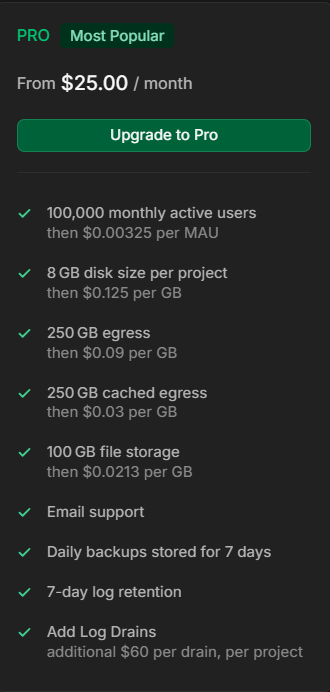 PRO Most Popular
From $25.00 / month
Upgrade to Pro
100,000 monthly active users
then $0.00325 per MAU
8 GB disk size per project
then $0.125 per GB
250 GB egress
then $0.09 per GB
250 GB cached egress
then $0.03 per GB
100 GB file storage
then $0.0213 per GB
Email support
Daily backups stored for 7 days
7-day log retention
Add Log Drains
additional $60 per drain, per project